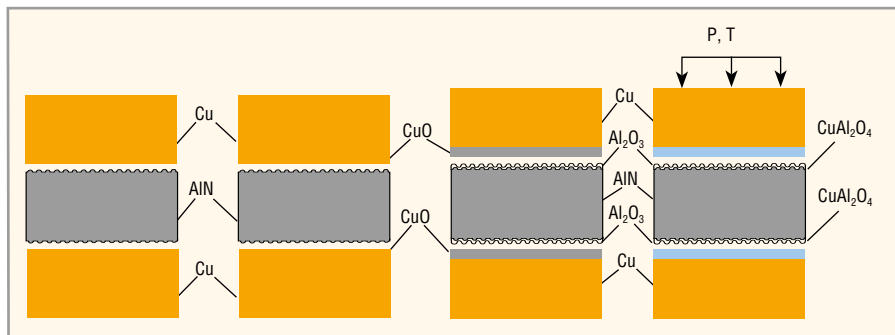 P, T
Cu
CuO
Cu
Al₂O₃
CuAl₂O₄
AlN
AlN
CuO
Al₂O₃
CuAl₂O₄
Cu
Cu